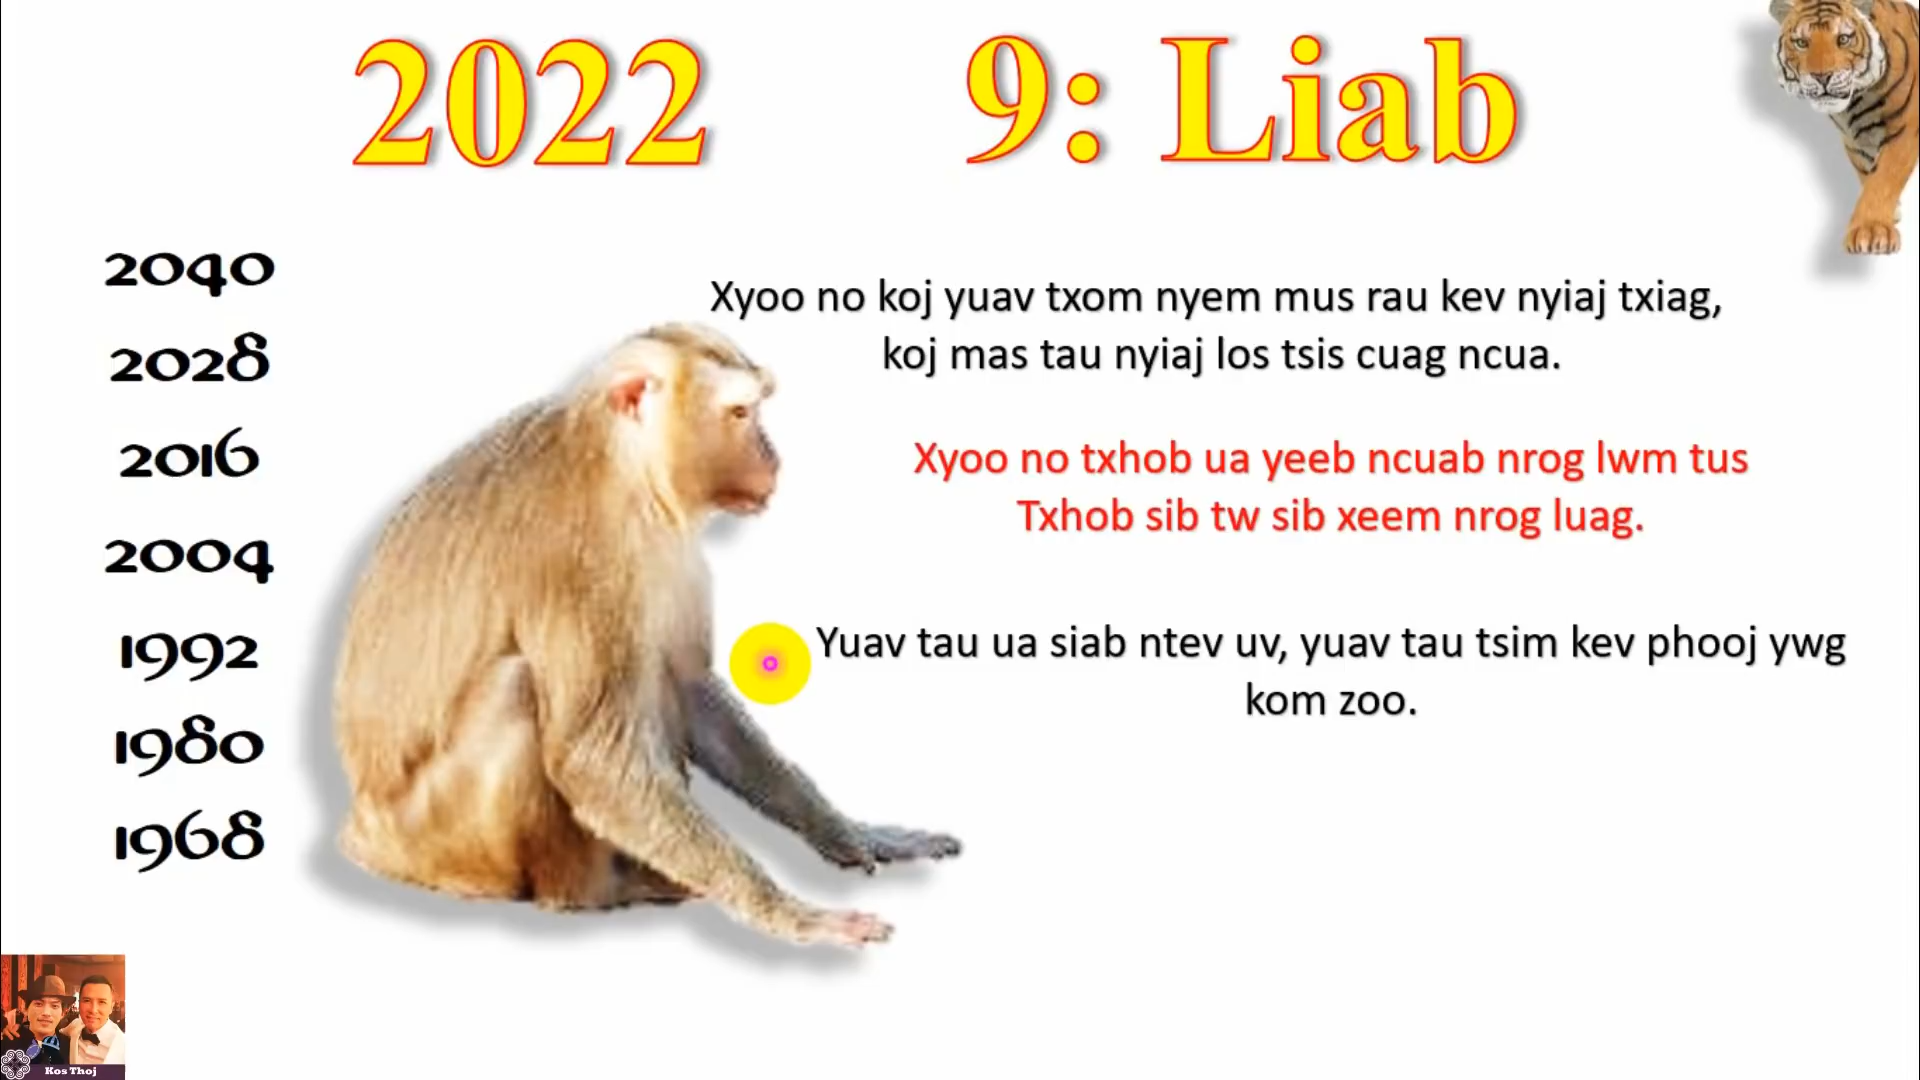 2022
9: Liab
2040
2028
2016
2004
1992
1980
1968
Xyoo no koj yuav txom nyem mus rau kev nyiaj txiag,
koj mas tau nyiaj los tsis cuag ncua.
Xyoo no txhob ua yeeb ncuab nrog lwm tus
Txhob sib tw sib xeem nrog luag.
Yuav tau ua siab ntev uv, yuav tau tsim kev phooj ywg
kom zoo.
Kos Thoj